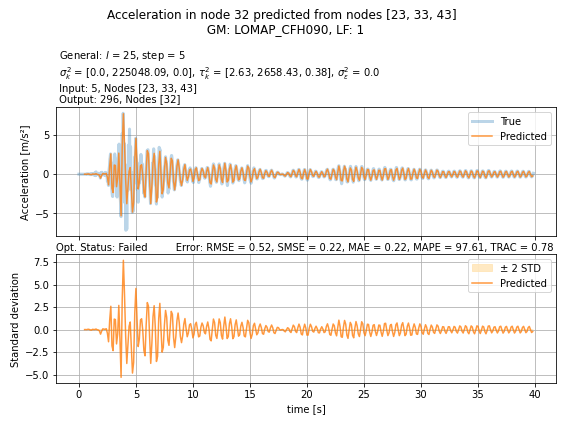 Acceleration in node 32 predicted from nodes [23, 33, 43]
GM: LOMAP_CFH090, LF: 1
General: l = 25, step = 5
σ²ₖ = [0.0, 225048.09, 0.0], τ²ₖ = [2.63, 2658.43, 0.38], σ²ε = 0.0
Input: 5, Nodes [23, 33, 43]
Output: 296, Nodes [32]
Acceleration [m/s²]
5
0
−5
True
Predicted
Opt. Status: Failed
Error: RMSE = 0.52, SMSE = 0.22, MAE = 0.22, MAPE = 97.61, TRAC = 0.78
Standard deviation
7.5
5.0
2.5
0.0
−2.5
−5.0
± 2 STD
Predicted
0 5 10 15 20 25 30 35 40
time [s]